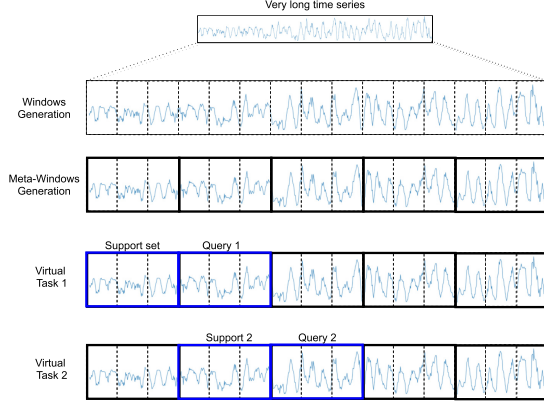 Very long time series
Windows
Generation
Meta-Windows
Generation
Support set Query 1
Virtual
Task 1
Support 2 Query 2
Virtual
Task 2